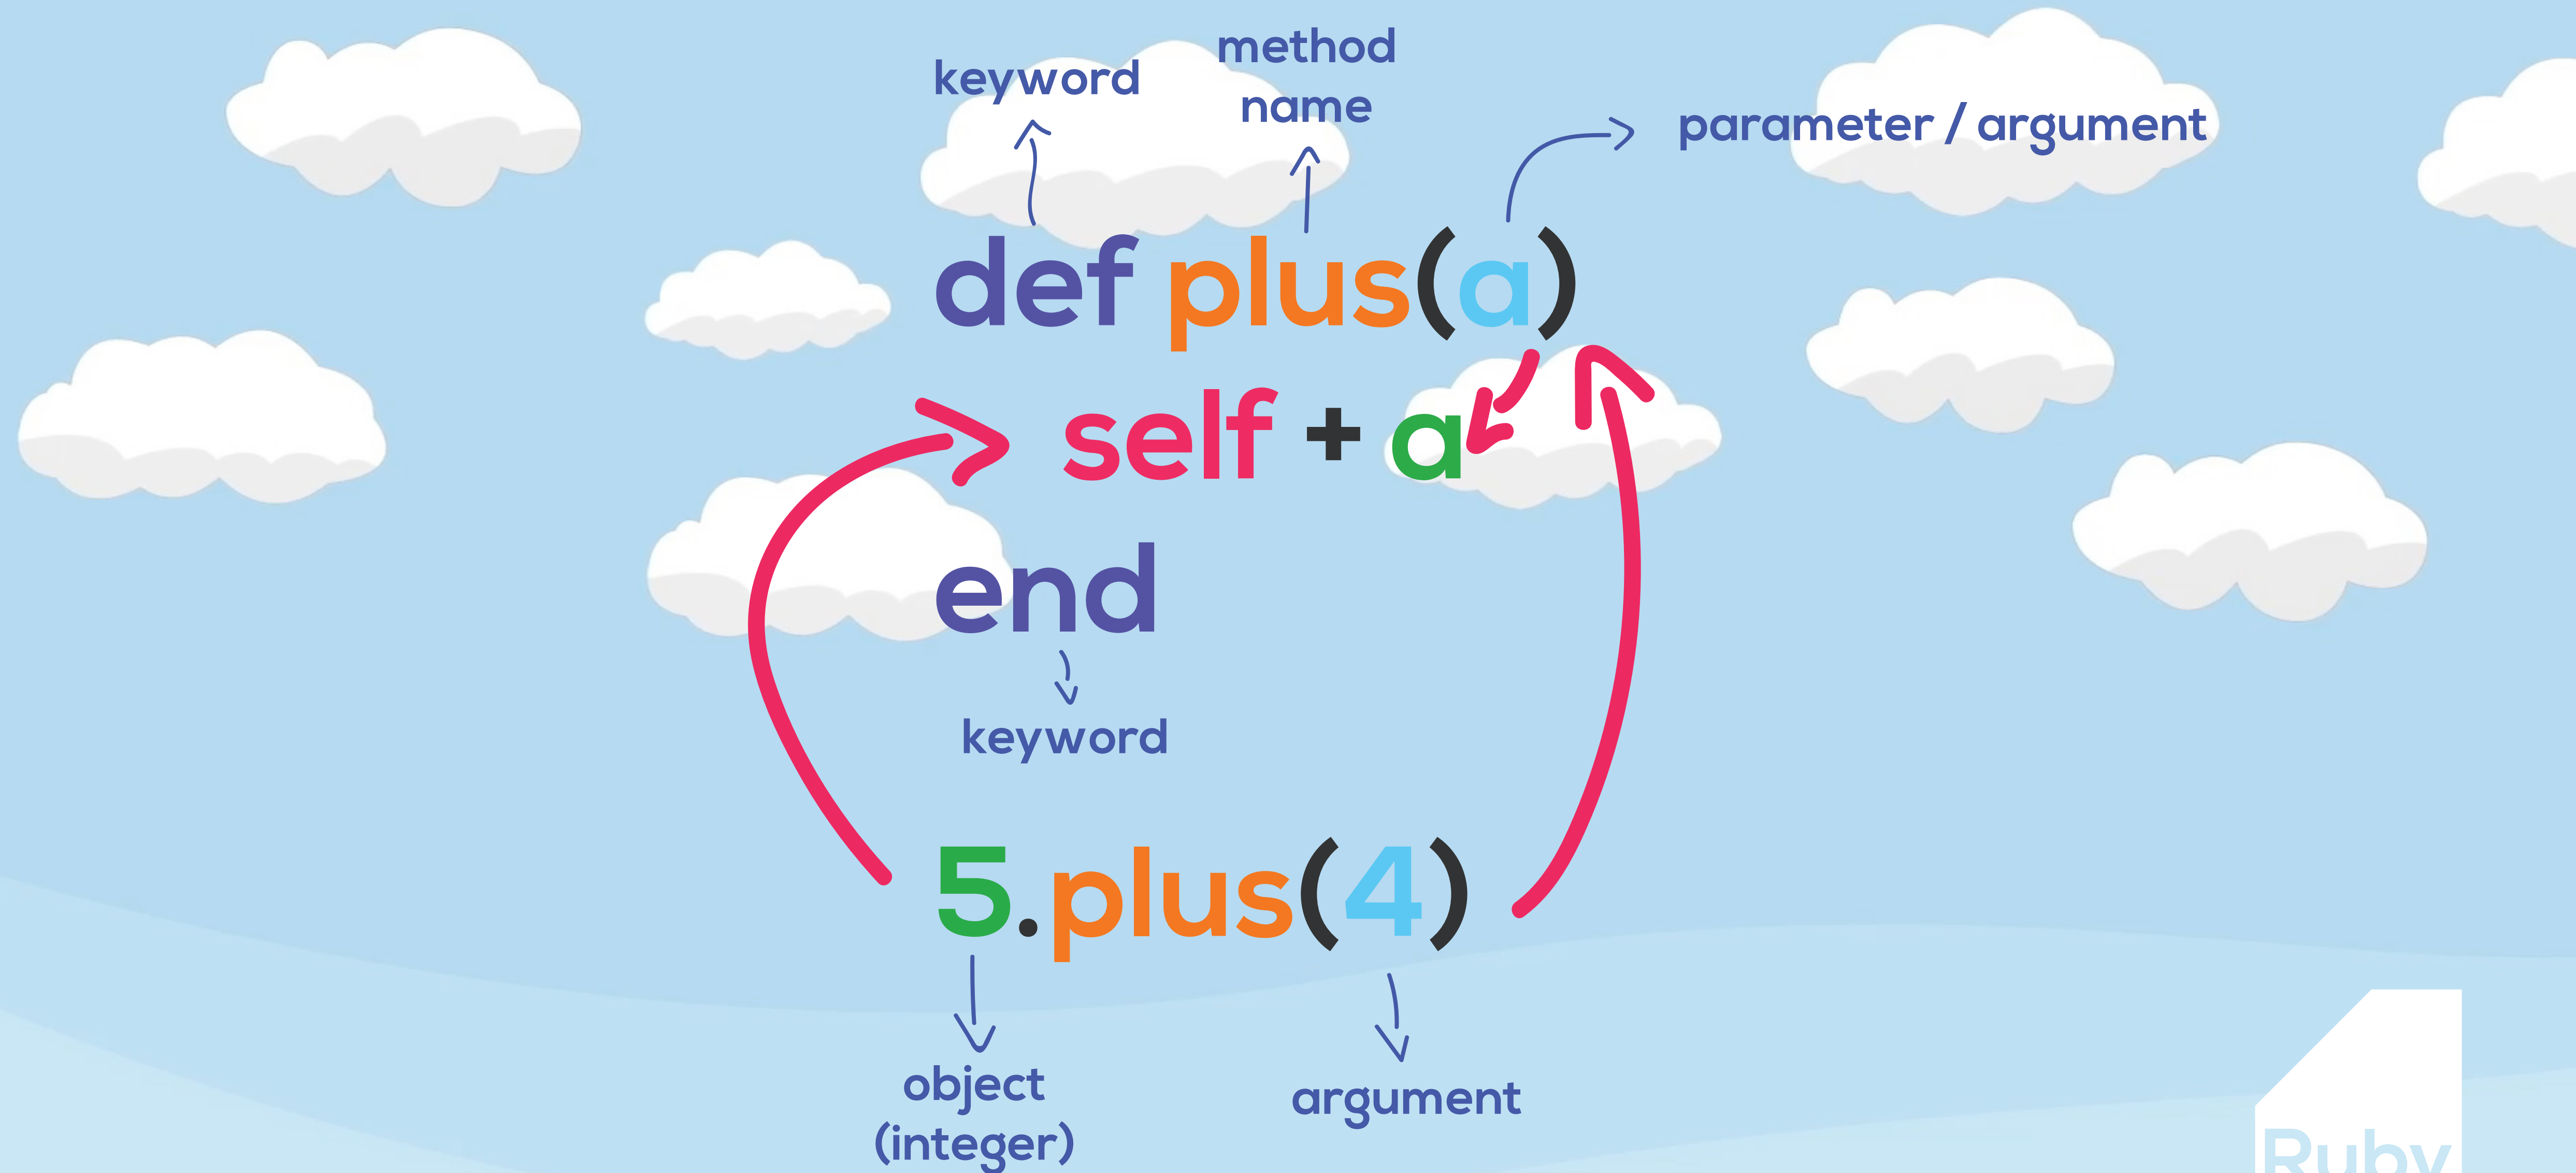 keyword
method
name
parameter / argument
def plus(a)
self + a
end
keyword
5.plus(4)
object
(integer)
argument
Ruby